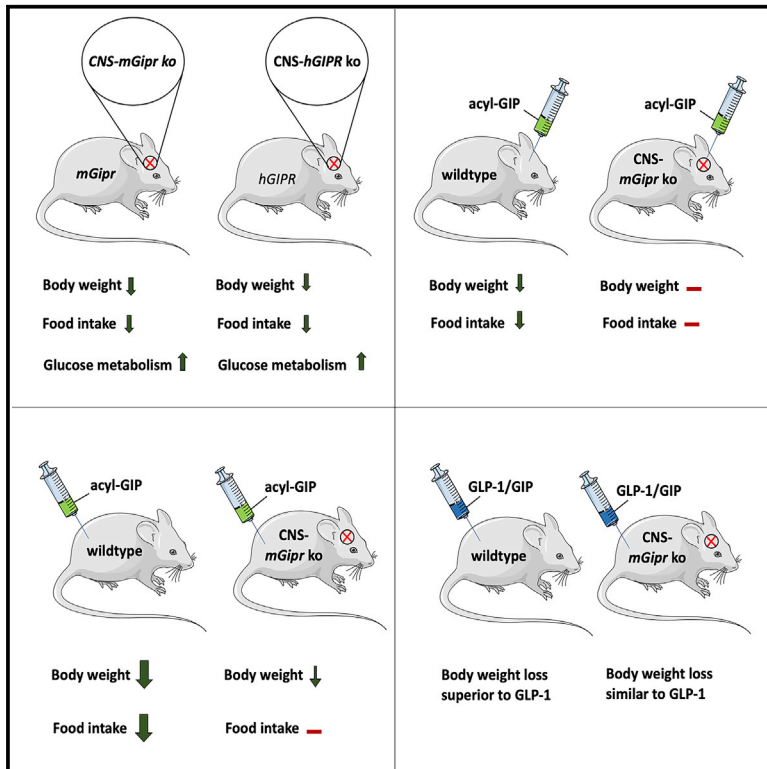 CNS-mGipr ko
CNS-hGIPR ko
mGipr
hGIPR
Body weight
Food intake
Glucose metabolism
Body weight
Food intake
Glucose metabolism
acyl-GIP
acyl-GIP
wildtype
CNS-
mGipr ko
Body weight
Food intake
Body weight
Food intake
acyl-GIP
acyl-GIP
wildtype
CNS-
mGipr ko
Body weight
Food intake
Body weight
Food intake
GLP-1/GIP
GLP-1/GIP
wildtype
CNS-
mGipr ko
Body weight loss
superior to GLP-1
Body weight loss
similar to GLP-1